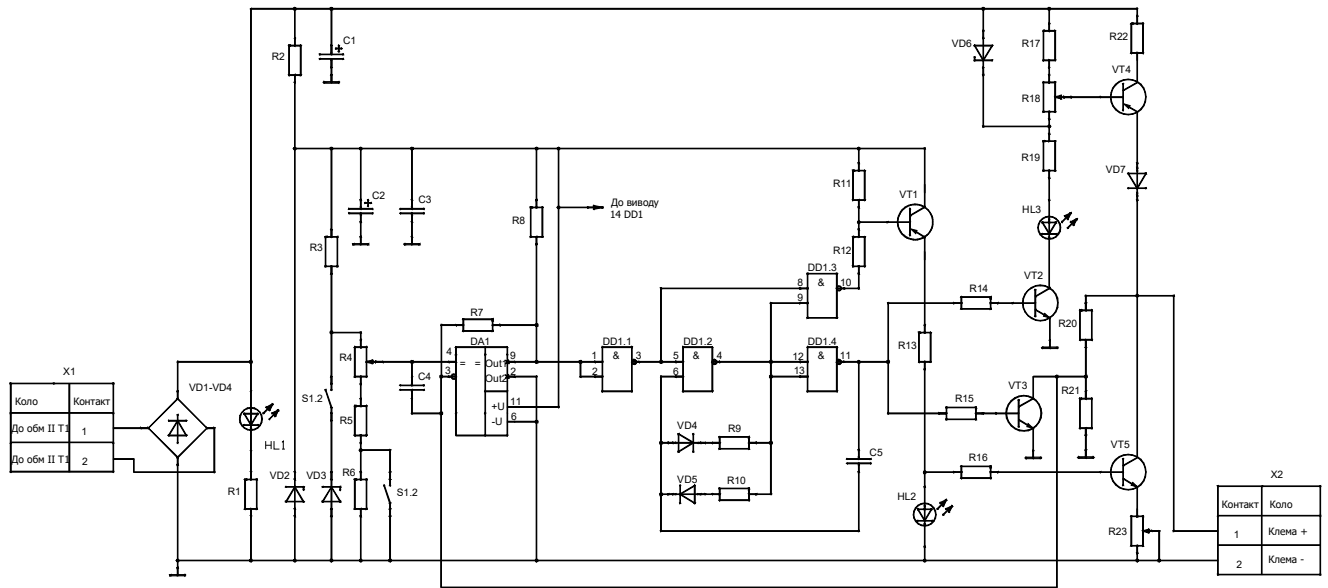 R2
C1
+
VD6
R17
R22
VT4
R18
R19
VD7
C2
+
C3
R3
R8
До виводу
14 DD1
R11
VT1
R12
HL3
DD1.3
8
&
10
9
VT2
R14
R20
R7
DA1
R4
4
= =
Out1
9
3
Out2
2
C4
+U
11
-U
6
DD1.1
1
&
3
2
DD1.2
5
&
4
6
DD1.4
12
&
11
13
R13
S1.2
R5
VT3
R15
R21
X1
Коло
Контакт
До обм II Т1
1
До обм II Т1
2
VD1-VD4
HL1
R1
VD2
VD3
R6
S1.2
VD4
R9
VD5
R10
C5
R16
VT5
HL2
R23
X2
Контакт
Коло
1
Клема +
2
Клема -